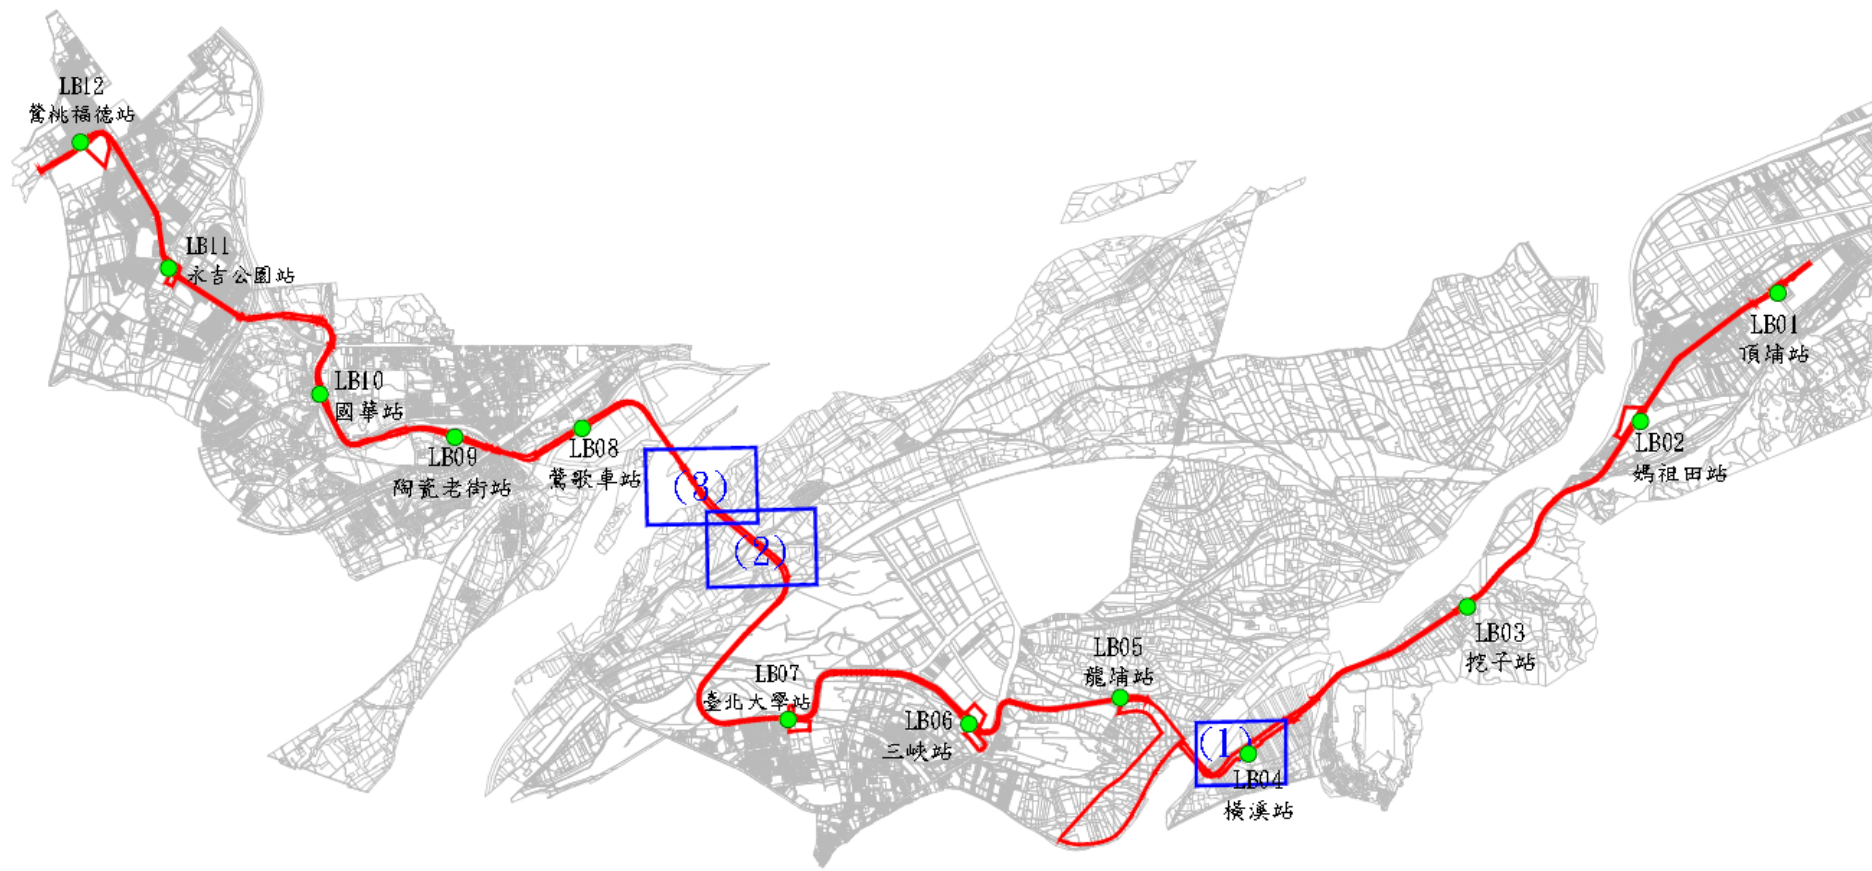 LB12
鶯桃福德站
LB11
永吉公園站
LB10
國華站
LB09
陶瓷老街站
LB08
鶯歌車站
(3)
(2)
LB07
臺北大學站
LB06
三峽站
LB05
龍埔站
(1)
LB04
橫溪站
LB03
挖子站
LB02
媽祖田站
LB01
頂埔站